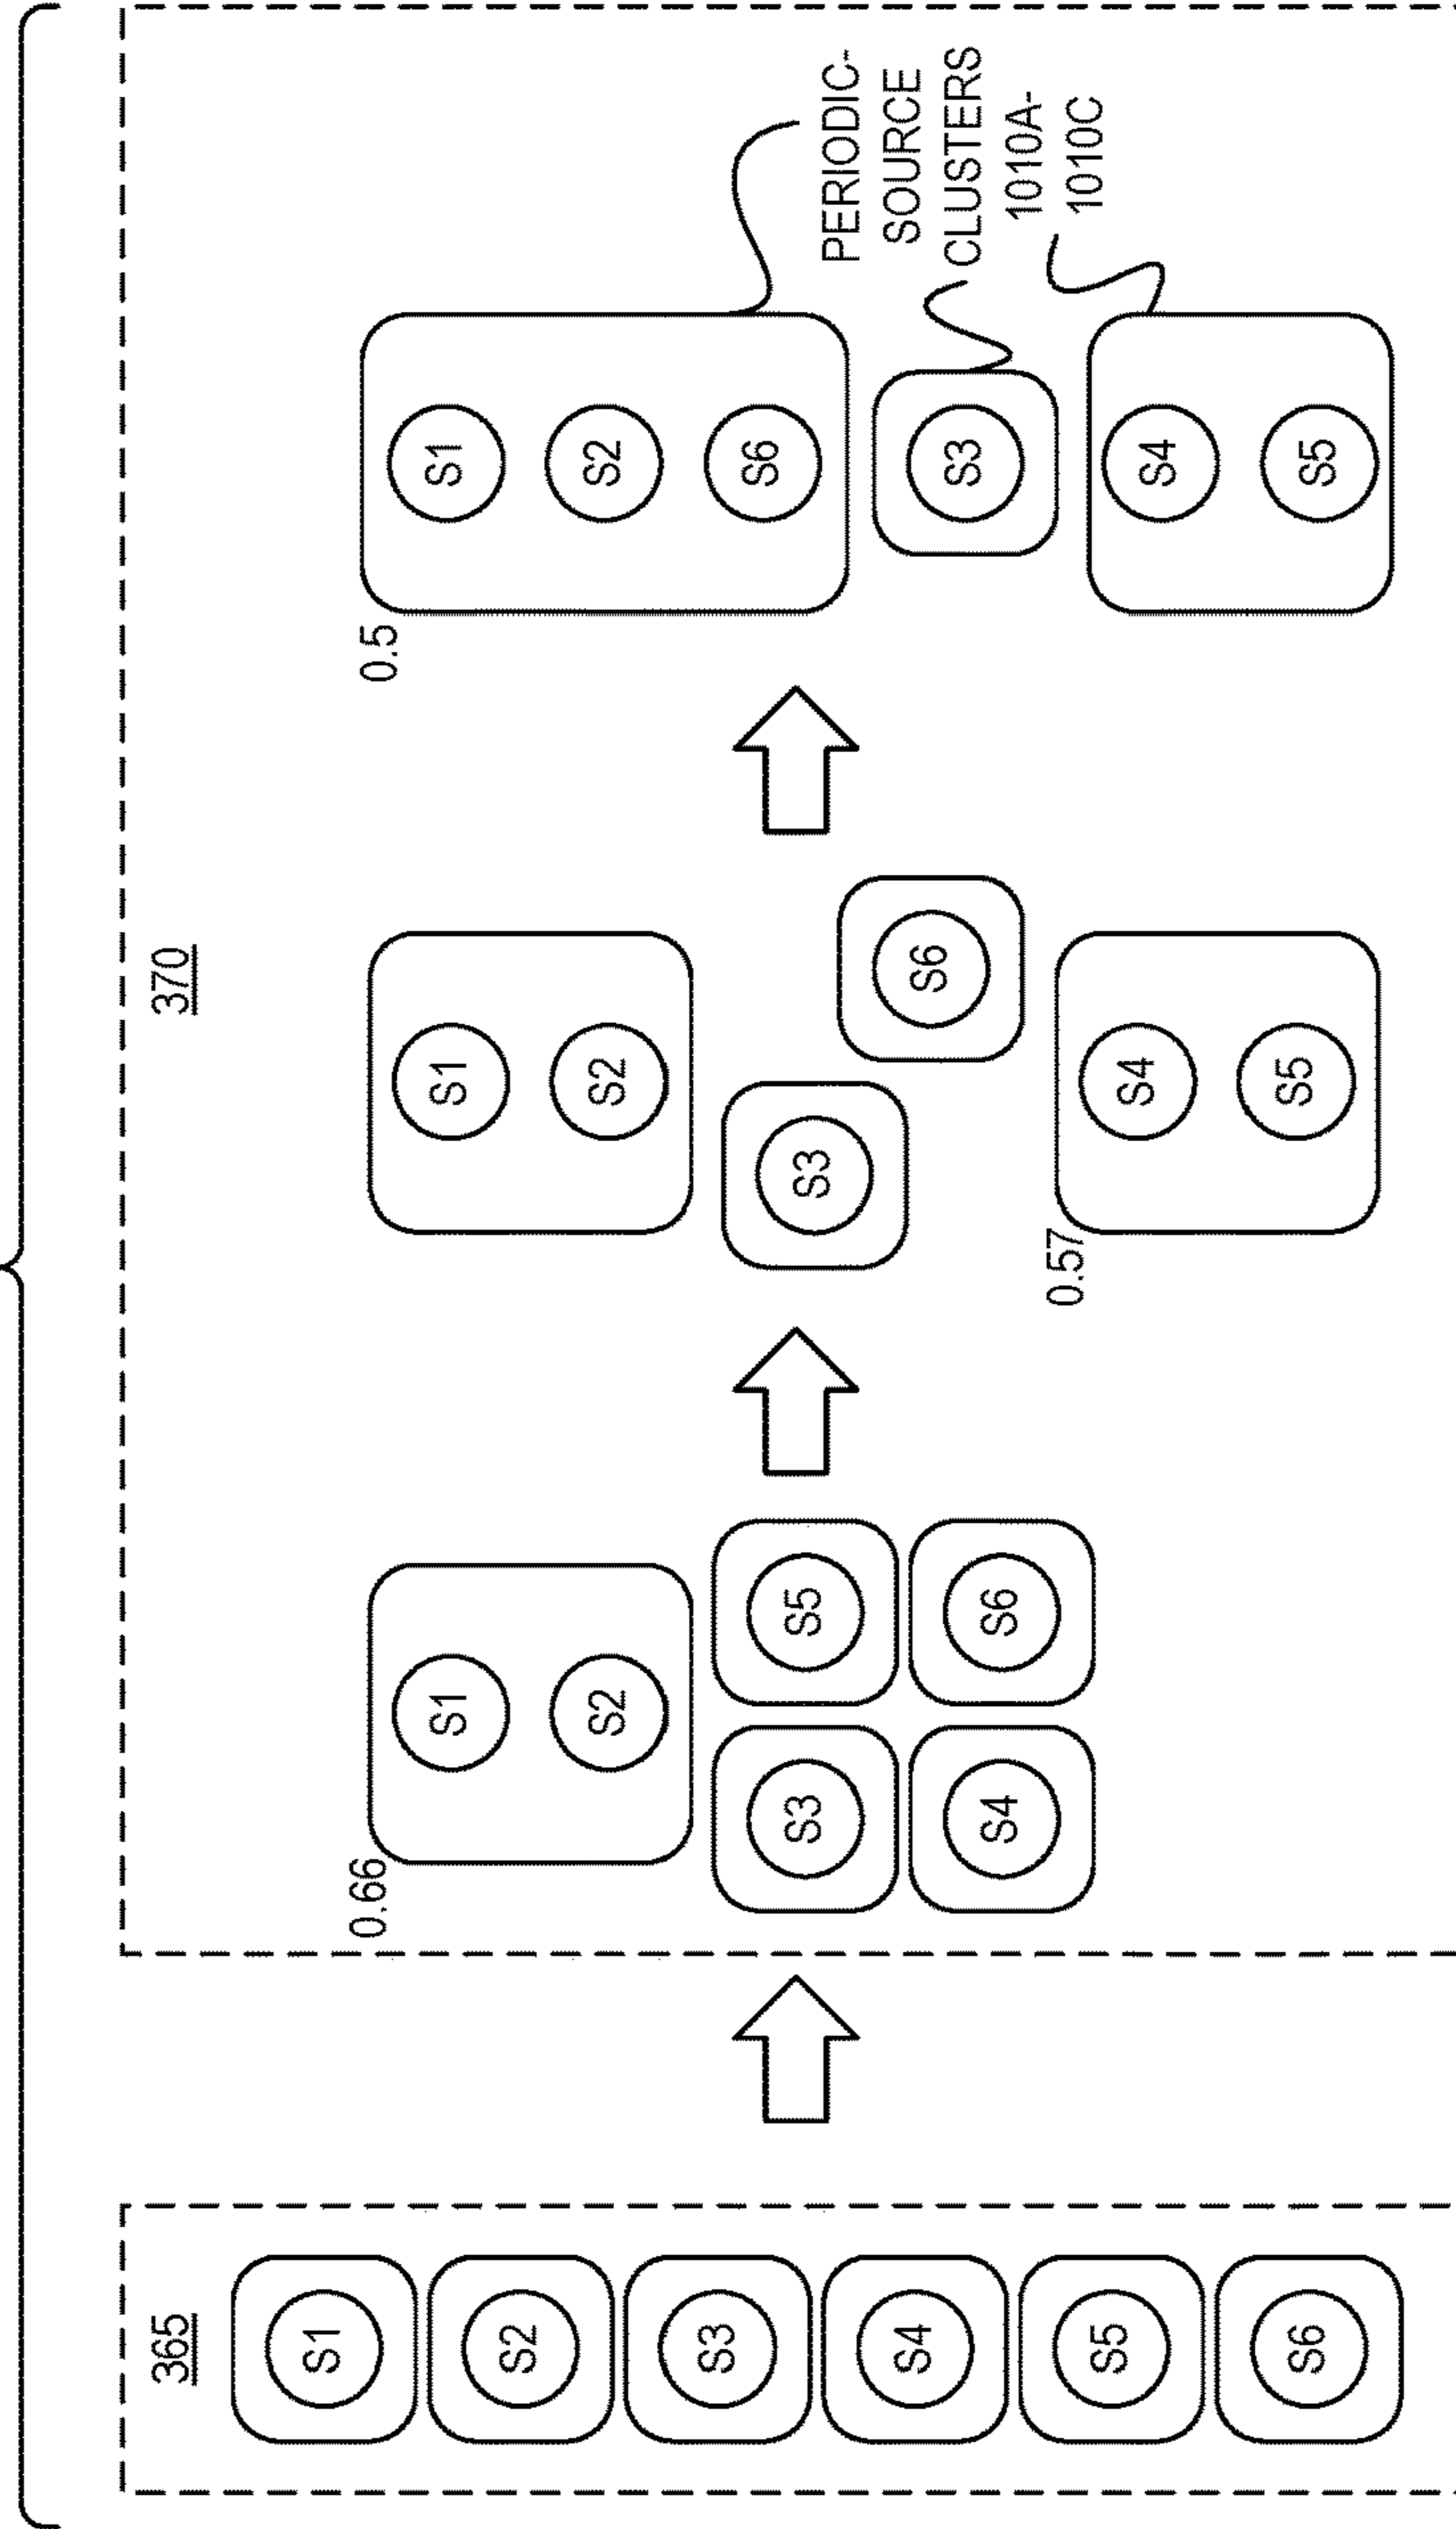 365
S1
S2
S3
S4
S5
S6
370
0.66
S1
S2
S3
S5
S4
S6
S1
S2
S3
S6
0.57
S4
S5
0.5
S1
S2
S6
S3
S4
S5
PERIODIC-
SOURCE
CLUSTERS
1010A-
1010C